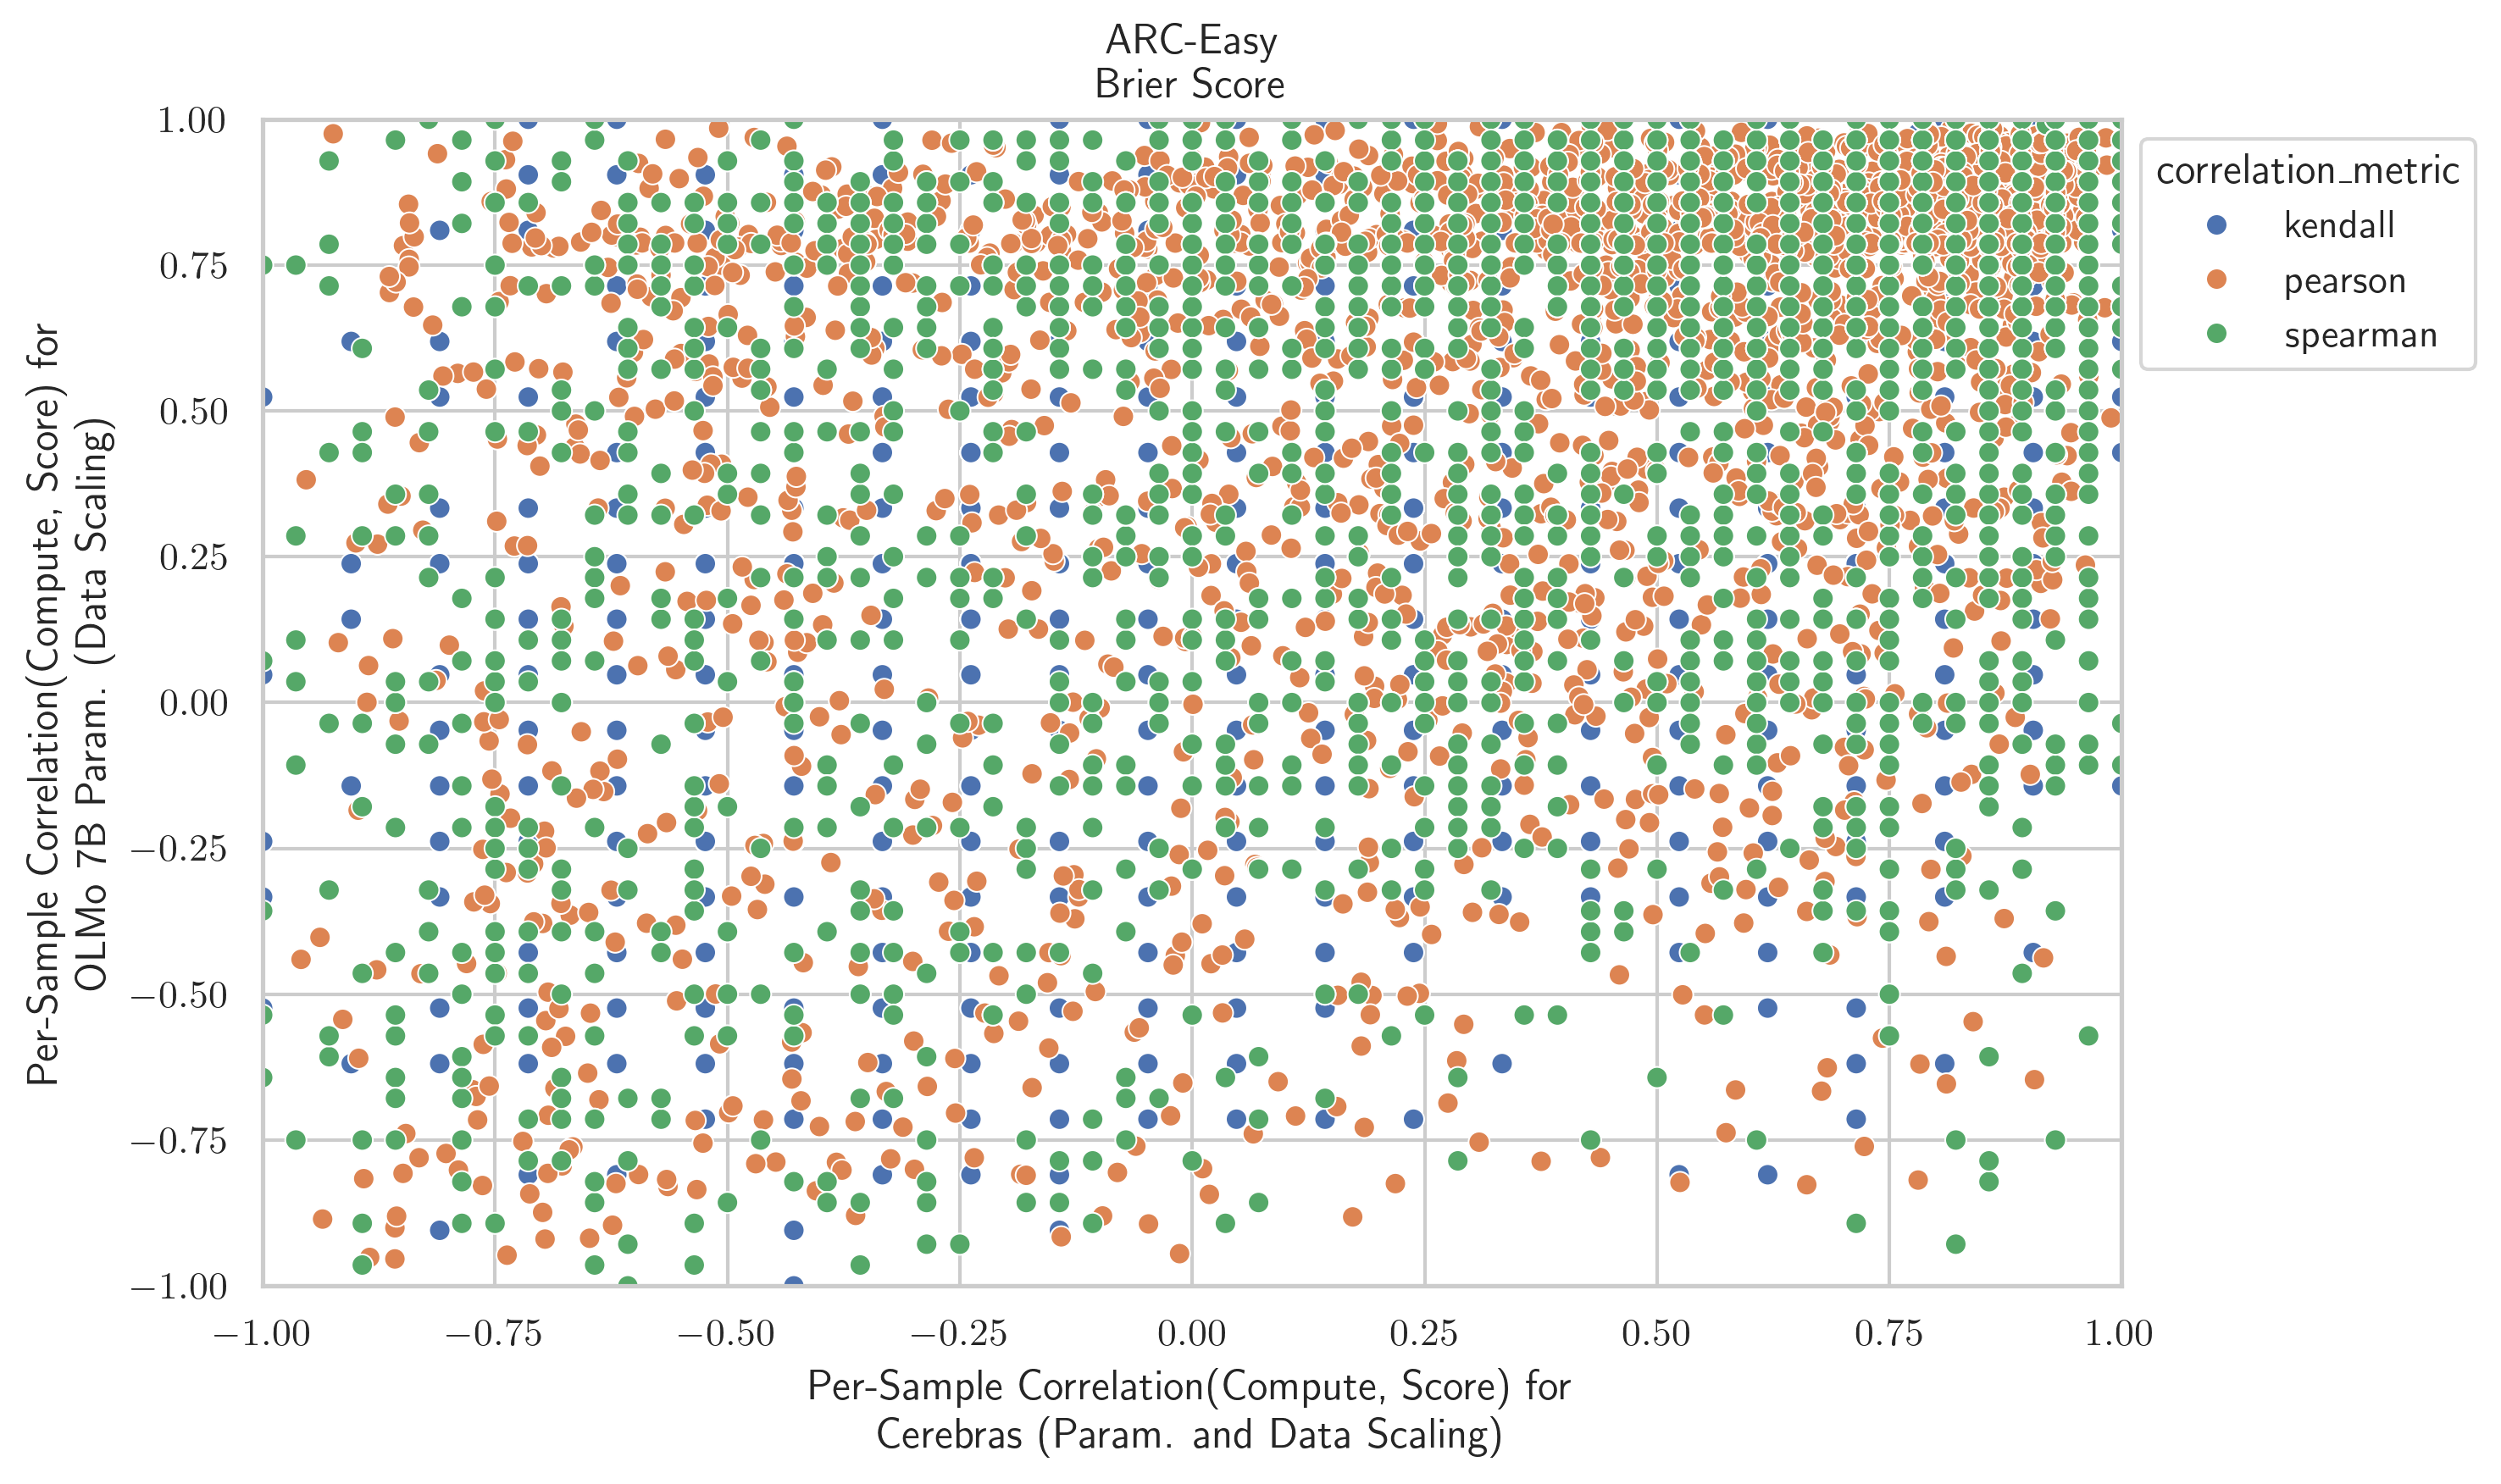 ARC-Easy
Brier Score
Per-Sample Correlation(Compute, Score) for
OLMo 7B Param. (Data Scaling)
1.00
0.75
0.50
0.25
0.00
−0.25
−0.50
−0.75
−1.00
−1.00 −0.75 −0.50 −0.25 0.00 0.25 0.50 0.75 1.00
Per-Sample Correlation(Compute, Score) for
Cerebras (Param. and Data Scaling)
correlation_metric
kendall
pearson
spearman